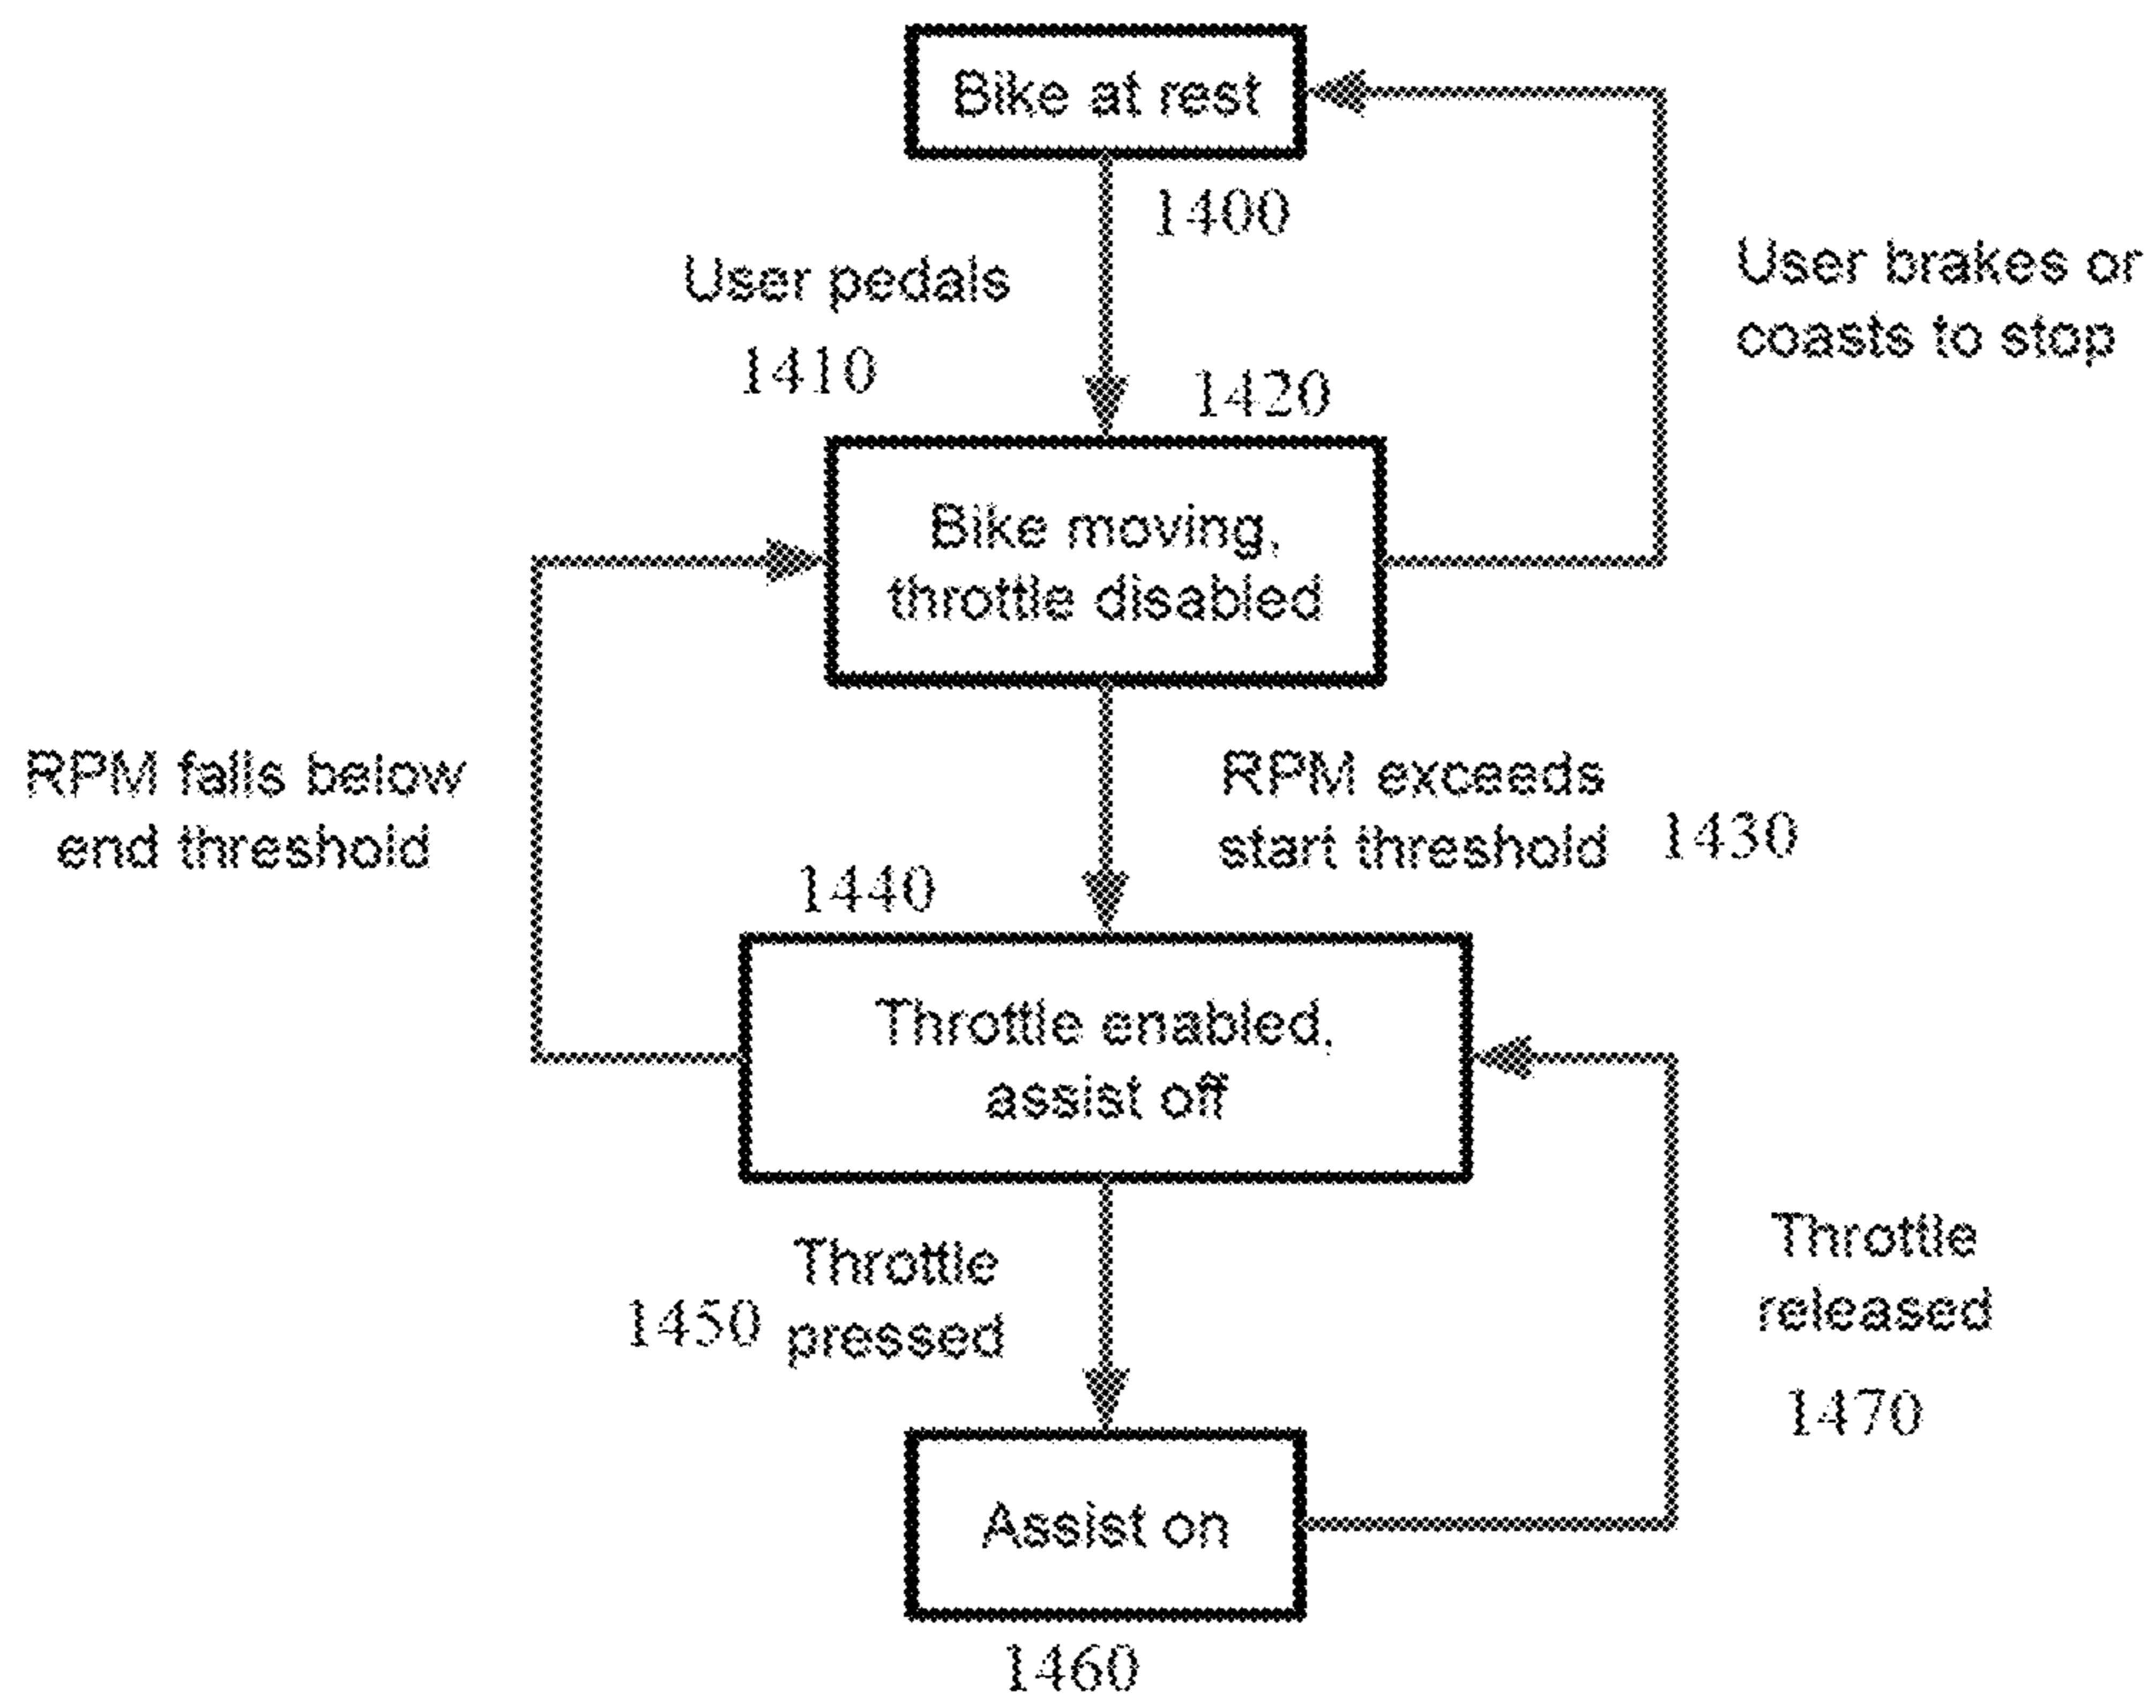 Bike at rest
1400
User pedals
1410
User brakes or
coasts to stop
1420
Bike moving,
throttle disabled
RPM falls below
end threshold
RPM exceeds
start threshold
1430
1440
Throttle enabled,
assist off
Throttle
pressed
1450
Throttle
released
1470
Assist on
1460